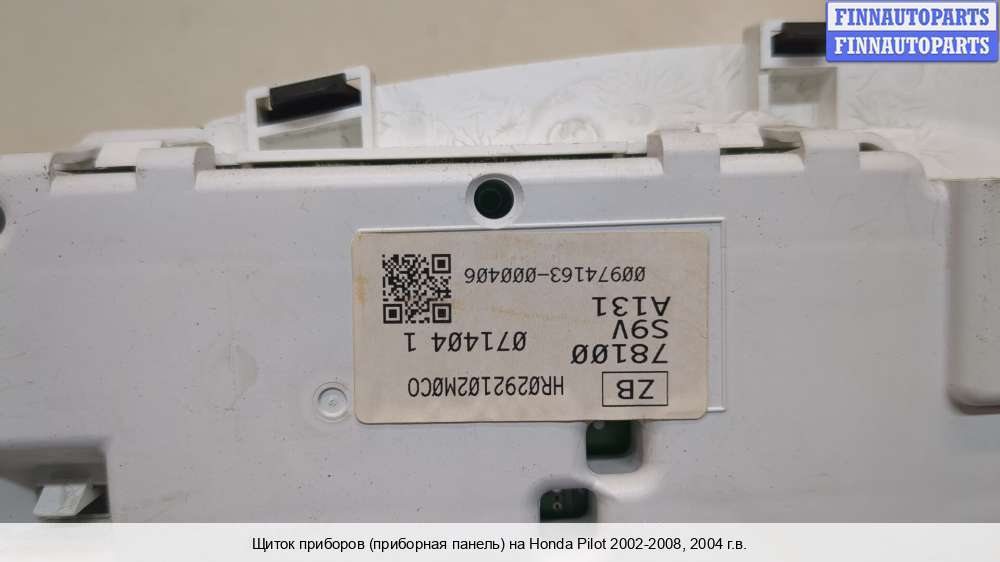 FINNAUTOPARTS
FINNAUTOPARTS
ZB HR0292102M0C0
78100
S9V 071404 1
A131
00974163-000406
Щиток приборов (приборная панель) на Honda Pilot 2002-2008, 2004 г.в.